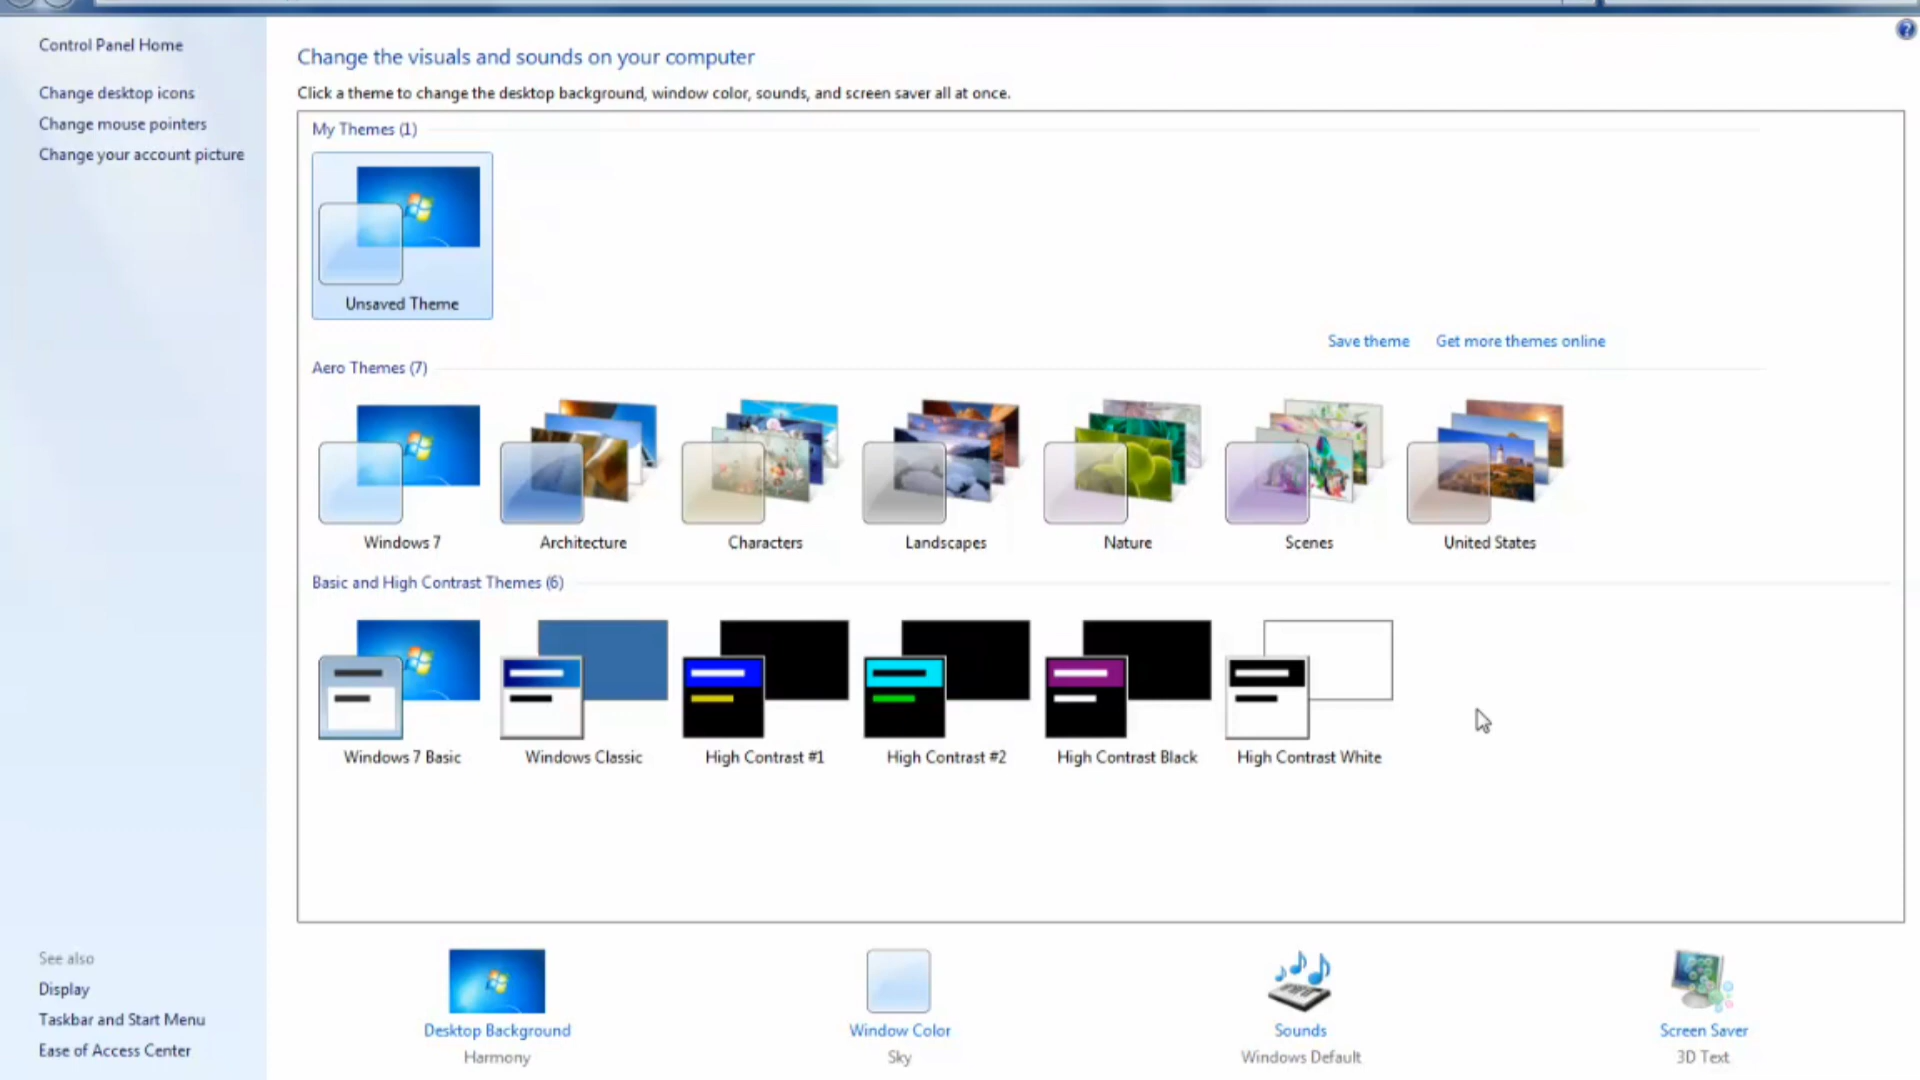 Control Panel Home
Change desktop icons
Change mouse pointers
Change your account picture
Change the visuals and sounds on your computer
Click a theme to change the desktop background, window color, sounds, and screen saver all at once.
My Themes (1)
Unsaved Theme
Save theme Get more themes online
Aero Themes (7)
Windows 7 Architecture Characters Landscapes Nature Scenes United States
Basic and High Contrast Themes (6)
Windows 7 Basic Windows Classic High Contrast #1 High Contrast #2 High Contrast Black High Contrast White
See also
Display
Taskbar and Start Menu
Ease of Access Center
Desktop Background Window Color Sounds Screen Saver
Harmony Sky Windows Default 3D Text